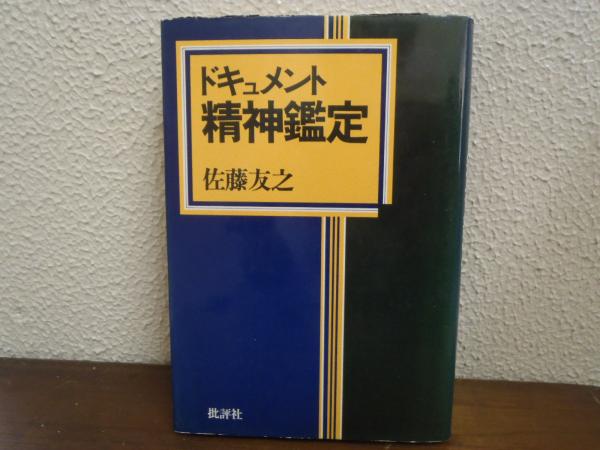 ドキュメント
精神鑑定
佐藤友之
批評社